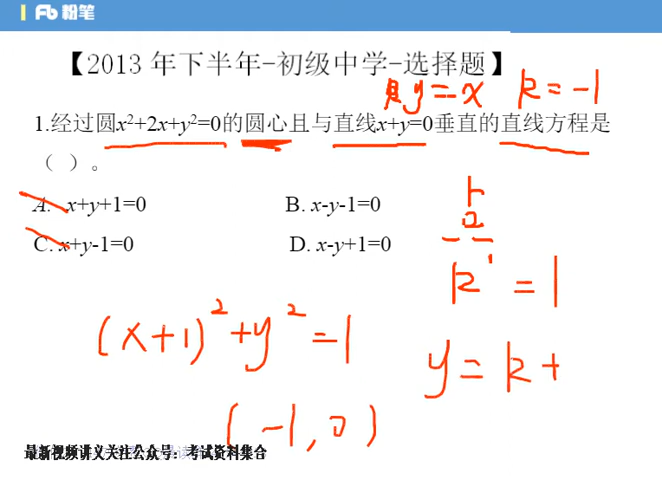 粉笔
【2013年下半年-初级中学-选择题】
y=-x k=-1
1.经过圆x²+2x+y²=0的圆心且与直线x+y=0垂直的直线方程是
（ ）。
A. x+y+1=0 B. x-y-1=0
C. x+y-1=0 D. x-y+1=0
k'=1
(x+1)²+y²=1
y=k+
(-1,0)
最新视频讲义关注公众号：考试资料集合